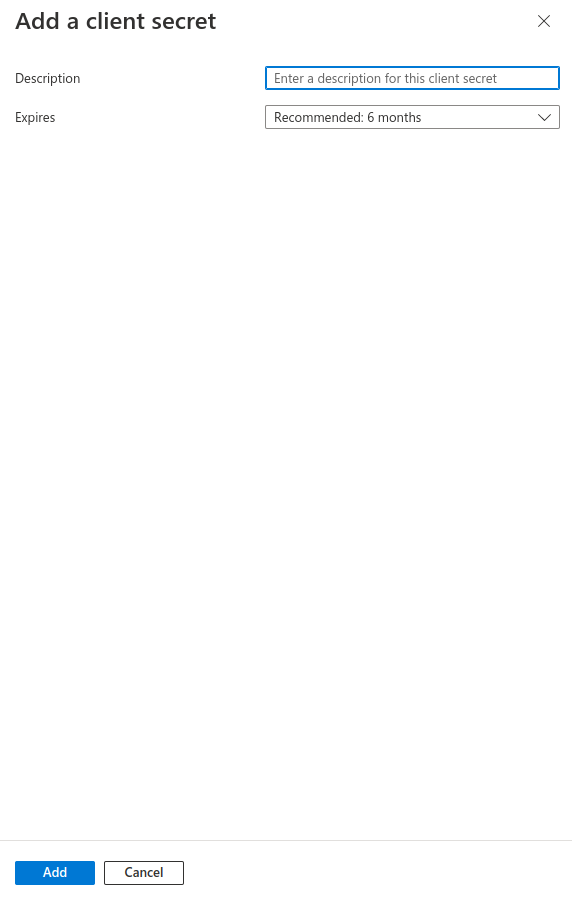 Add a client secret
Description
Enter a description for this client secret
Expires
Recommended: 6 months
Add
Cancel